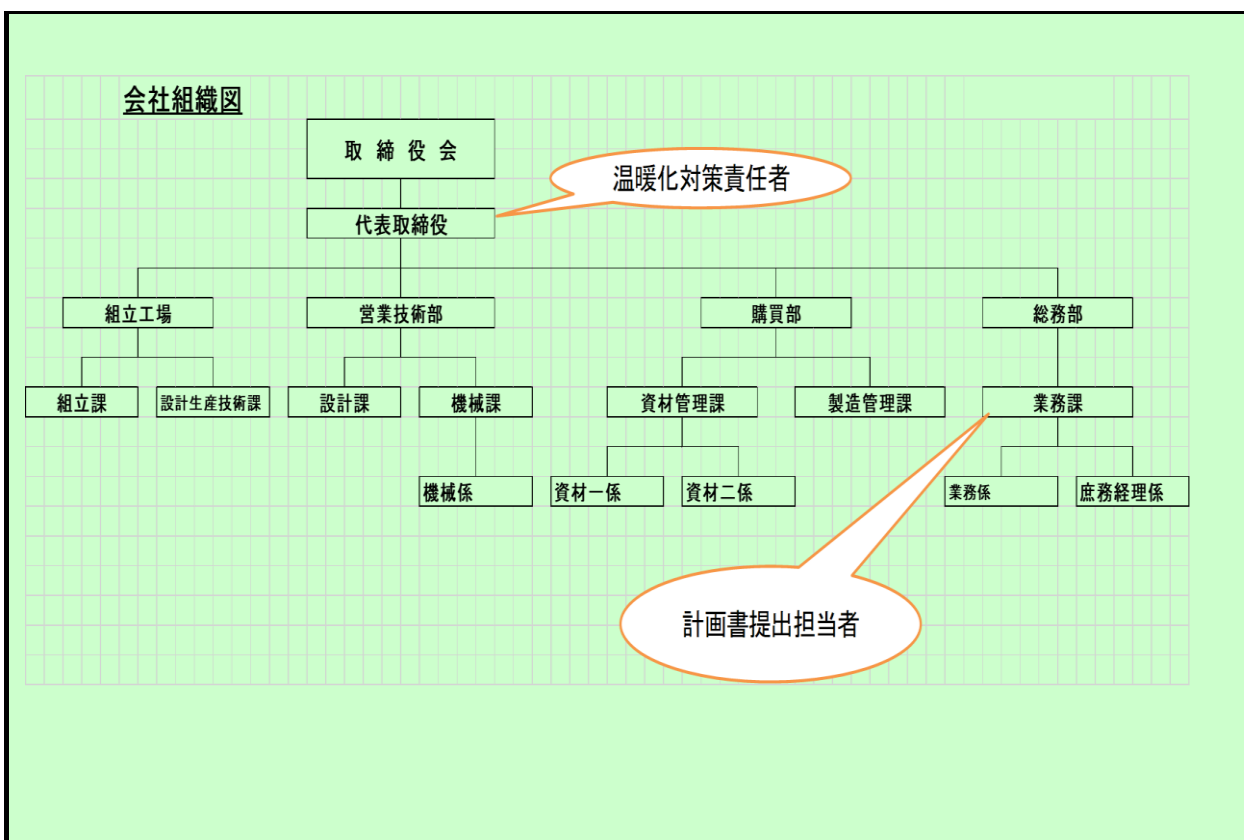 会社組織図
取締役会
温暖化対策責任者
代表取締役
組立工場
営業技術部
購買部
総務部
組立課
設計生産技術課
設計課
機械課
資材管理課
製造管理課
業務課
機械係
資材一係
資材二係
業務係
庶務経理係
計画書提出担当者